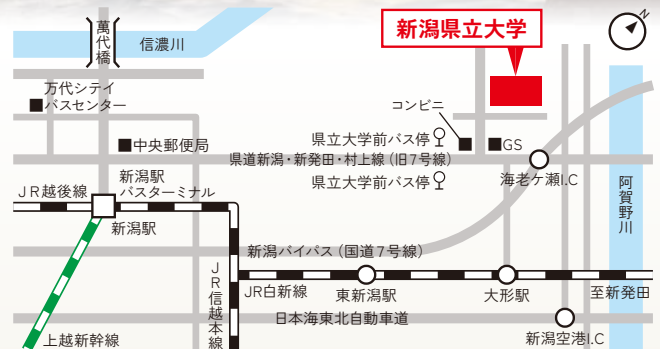 新潟県立大学
N
萬代橋
信濃川
万代シテイ
バスセンター
コンビニ
中央郵便局
県立大学前バス停
GS
県道新潟・新発田・村上線（旧7号線）
県立大学前バス停
海老ケ瀬I.C
新潟駅
バスターミナル
JR越後線
阿賀野川
新潟駅
新潟バイパス（国道7号線）
JR信越本線
JR白新線
東新潟駅
大形駅
至新発田
日本海東北自動車道
新潟空港I.C
上越新幹線